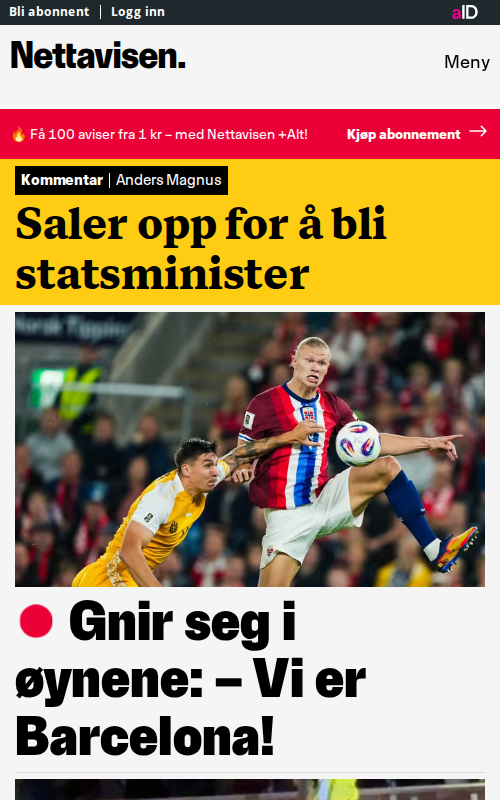 Bli abonnent | Logg inn
aID
Nettavisen.
Meny
🔥 Få 100 aviser fra 1 kr – med Nettavisen +Alt!
Kjøp abonnement →
Kommentar | Anders Magnus
Saler opp for å bli
statsminister
Norsk Tipping
Gnir seg i
øynene: – Vi er
Barcelona!